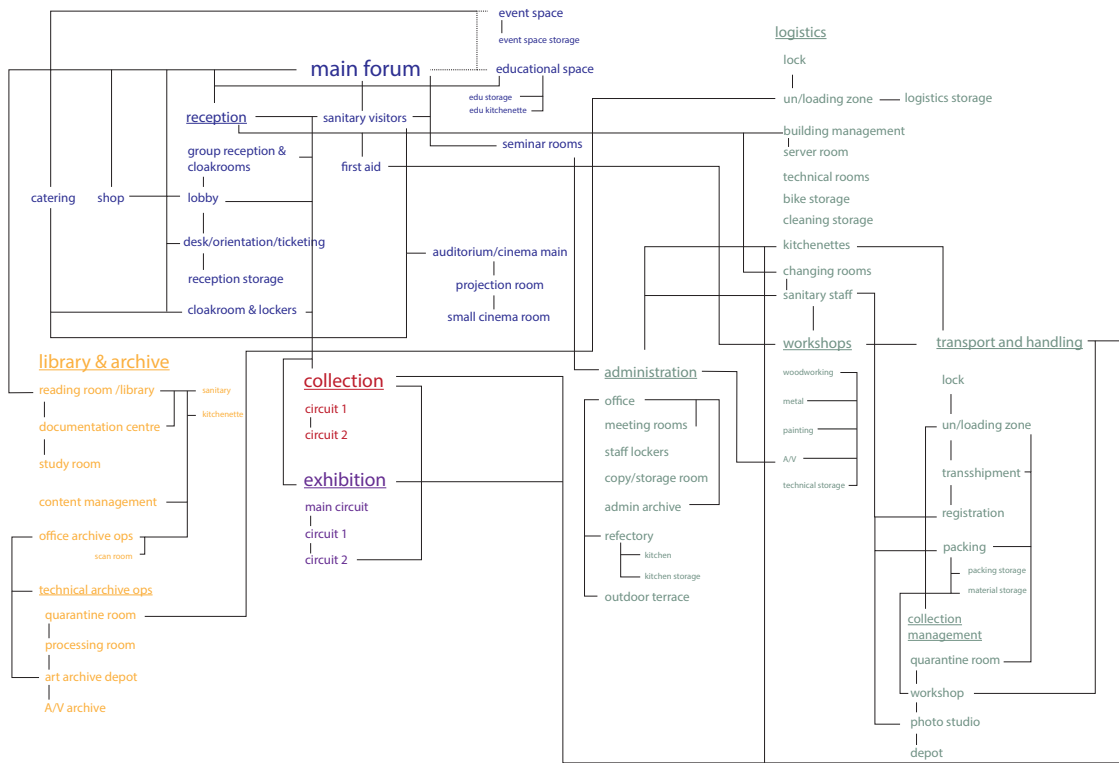 event space
event space storage
main forum
educational space
edu storage
edu kitchenette
reception
sanitary visitors
seminar rooms
group reception &
cloakrooms
first aid
catering
shop
lobby
desk/orientation/ticketing
reception storage
cloakroom & lockers
auditorium/cinema main
projection room
small cinema room
logistics
lock
un/loading zone
logistics storage
building management
server room
technical rooms
bike storage
cleaning storage
kitchenettes
changing rooms
sanitary staff
workshops
woodworking
metal
painting
A/V
technical storage
transport and handling
lock
un/loading zone
transshipment
registration
packing
packing storage
material storage
collection
management
quarantine room
workshop
photo studio
depot
library & archive
reading room /library
sanitary
kitchenette
documentation centre
study room
content management
office archive ops
scan room
technical archive ops
quarantine room
processing room
art archive depot
A/V archive
collection
circuit 1
circuit 2
exhibition
main circuit
circuit 1
circuit 2
administration
office
meeting rooms
staff lockers
copy/storage room
admin archive
refectory
kitchen
kitchen storage
outdoor terrace